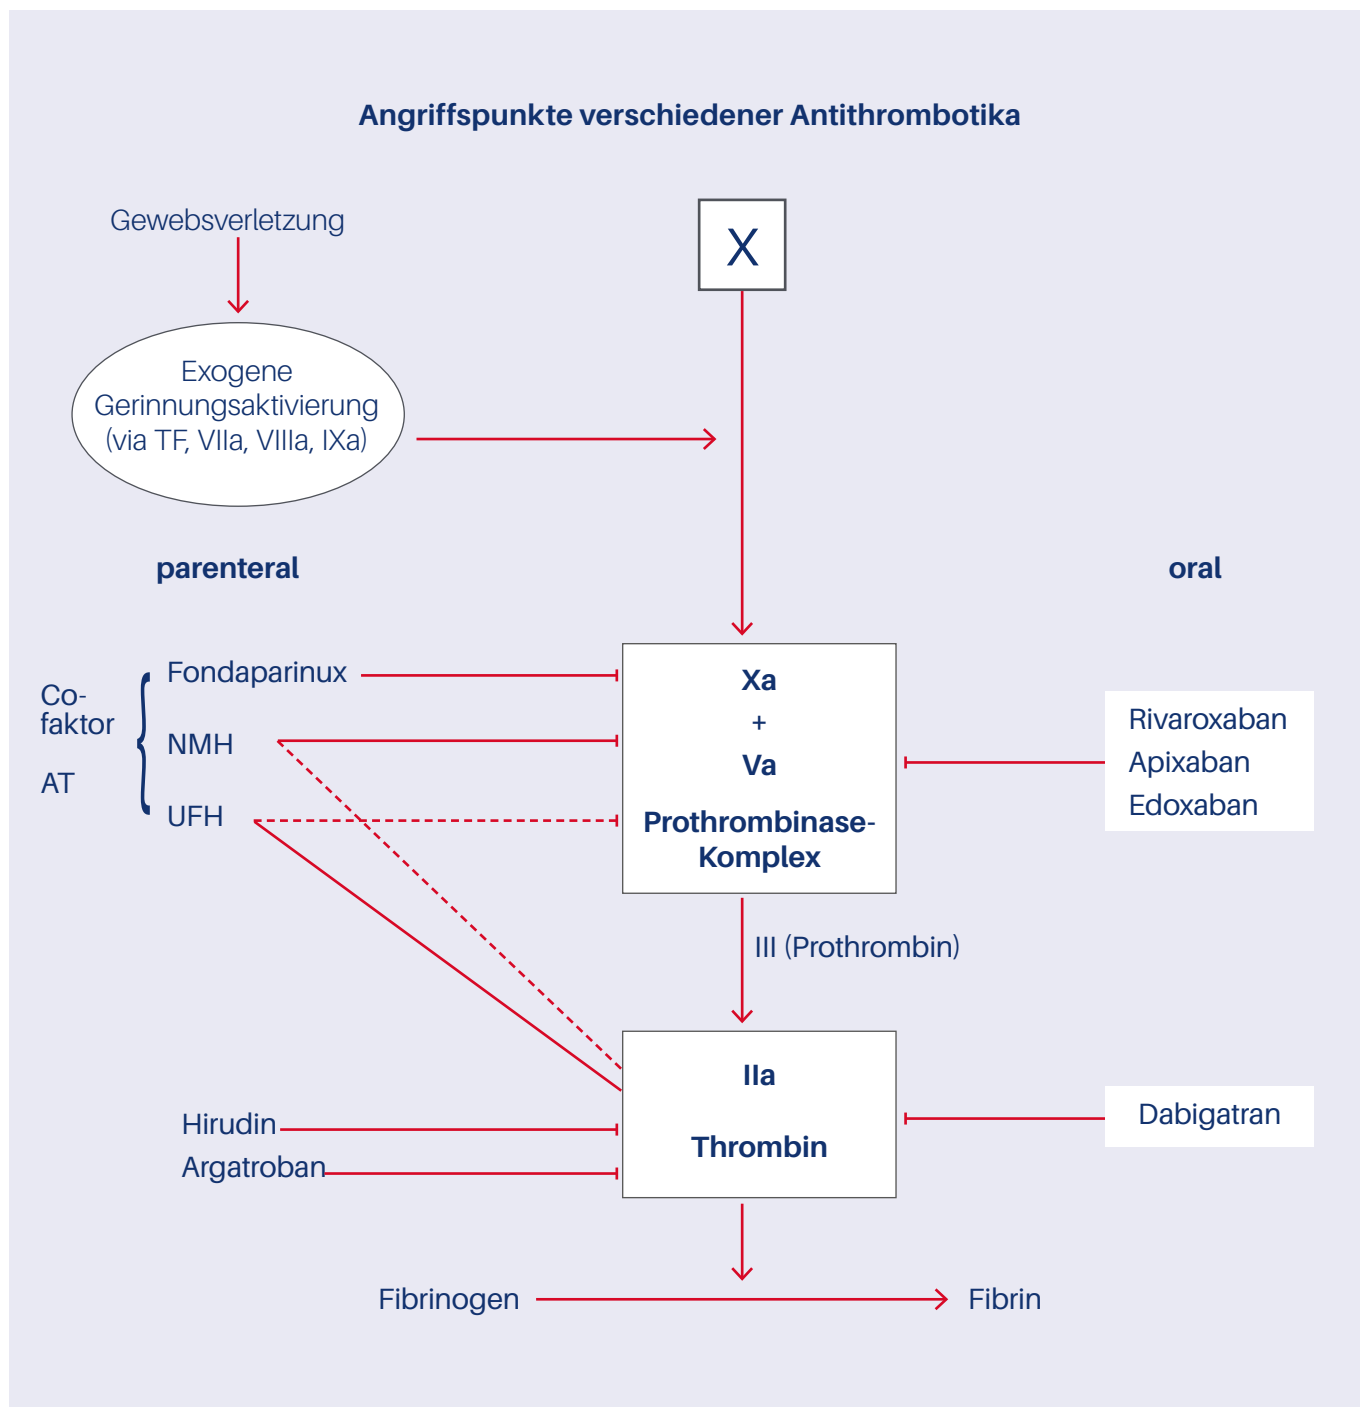 Angriffspunkte verschiedener Antithrombotika
Gewebsverletzung
X
Exogene
Gerinnungsaktivierung
(via TF, VIIa, VIIIa, IXa)
parenteral
oral
Co-
faktor
AT
Fondaparinux
NMH
UFH
Xa
+
Va
Prothrombinase-
Komplex
Rivaroxaban
Apixaban
Edoxaban
III (Prothrombin)
Hirudin
Argatroban
IIa
Thrombin
Dabigatran
Fibrinogen
Fibrin